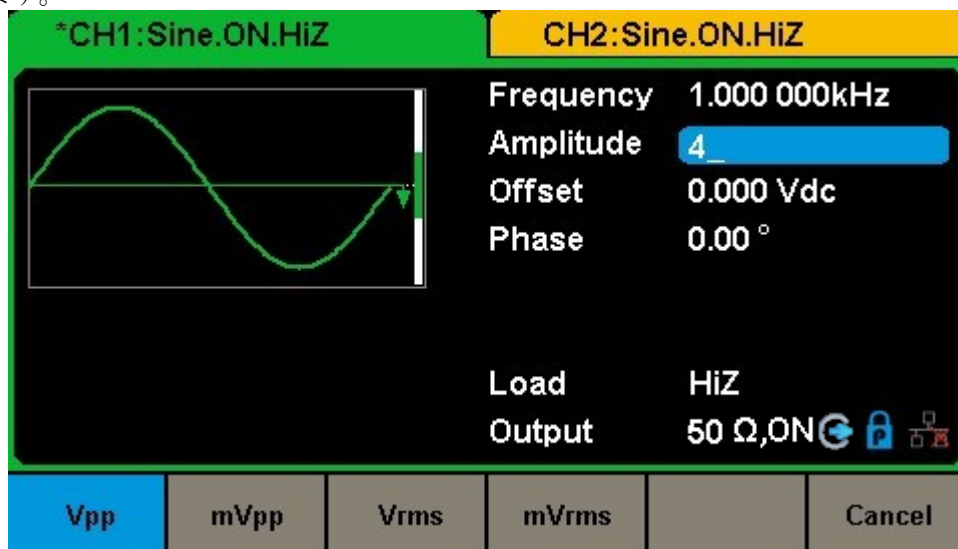 す。
*CH1:Sine.ON.HiZ
CH2:Sine.ON.HiZ
Frequency 1.000 000kHz
Amplitude 4_
Offset 0.000 Vdc
Phase 0.00 °
Load HiZ
Output 50 Ω,ON P
Vpp mVpp Vrms mVrms Cancel